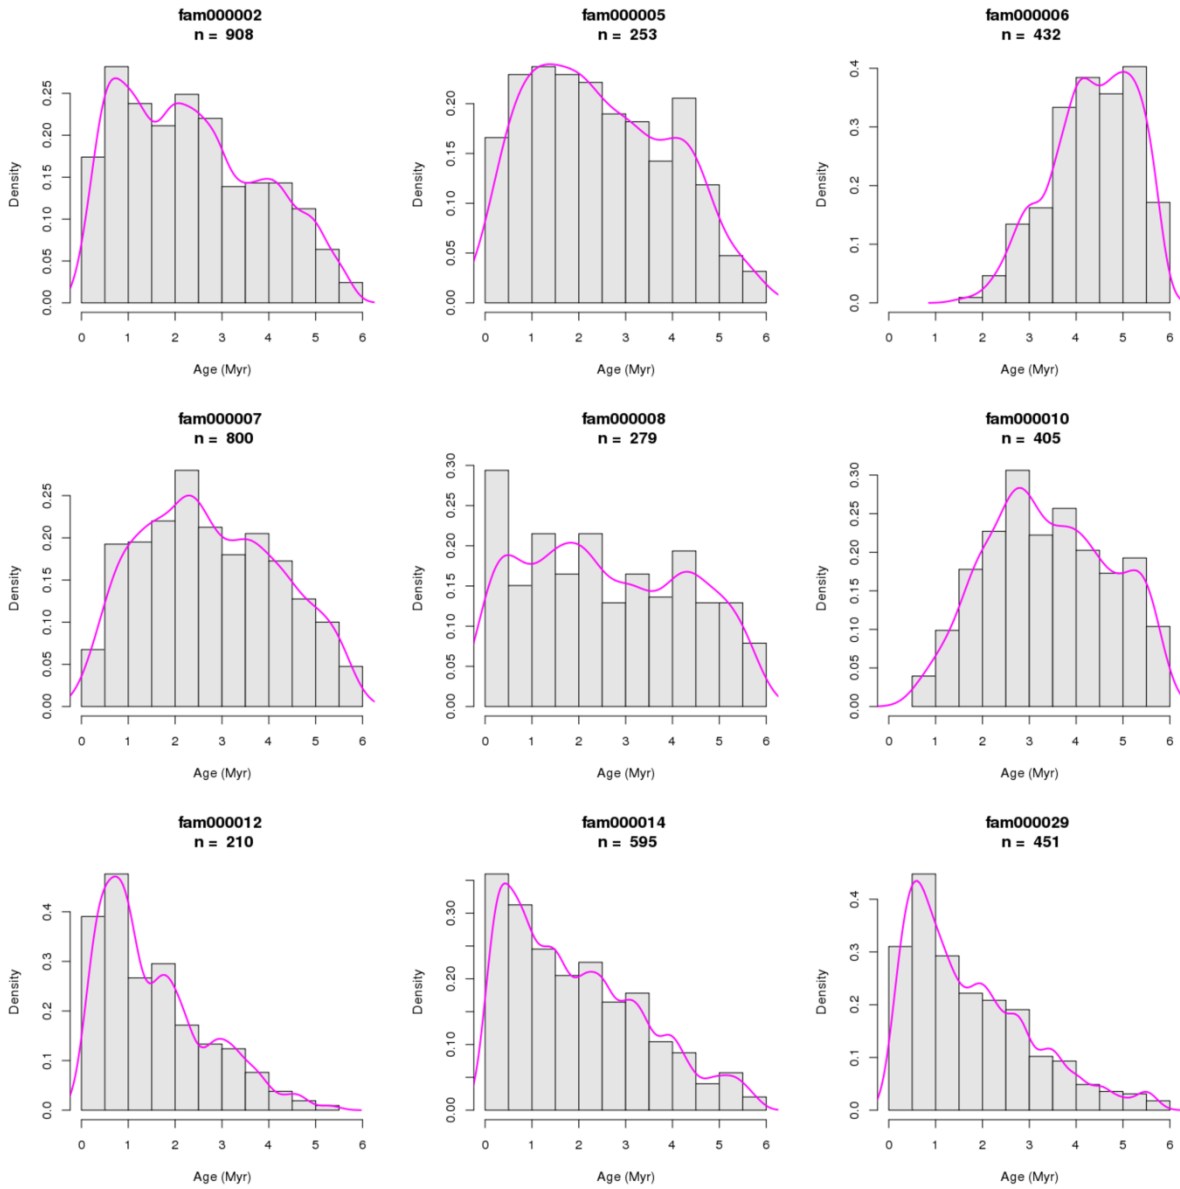 fam000002
n = 908
Density
0.00 0.05 0.10 0.15 0.20 0.25
0 1 2 3 4 5 6
Age (Myr)
fam000005
n = 253
Density
0.00 0.05 0.10 0.15 0.20
0 1 2 3 4 5 6
Age (Myr)
fam000006
n = 432
Density
0.0 0.1 0.2 0.3 0.4
0 1 2 3 4 5 6
Age (Myr)
fam000007
n = 800
Density
0.00 0.05 0.10 0.15 0.20 0.25
0 1 2 3 4 5 6
Age (Myr)
fam000008
n = 279
Density
0.00 0.05 0.10 0.15 0.20 0.25 0.30
0 1 2 3 4 5 6
Age (Myr)
fam000010
n = 405
Density
0.00 0.05 0.10 0.15 0.20 0.25 0.30
0 1 2 3 4 5 6
Age (Myr)
fam000012
n = 210
Density
0.0 0.1 0.2 0.3 0.4
0 1 2 3 4 5 6
Age (Myr)
fam000014
n = 595
Density
0.00 0.10 0.20 0.30
0 1 2 3 4 5 6
Age (Myr)
fam000029
n = 451
Density
0.0 0.1 0.2 0.3 0.4
0 1 2 3 4 5 6
Age (Myr)